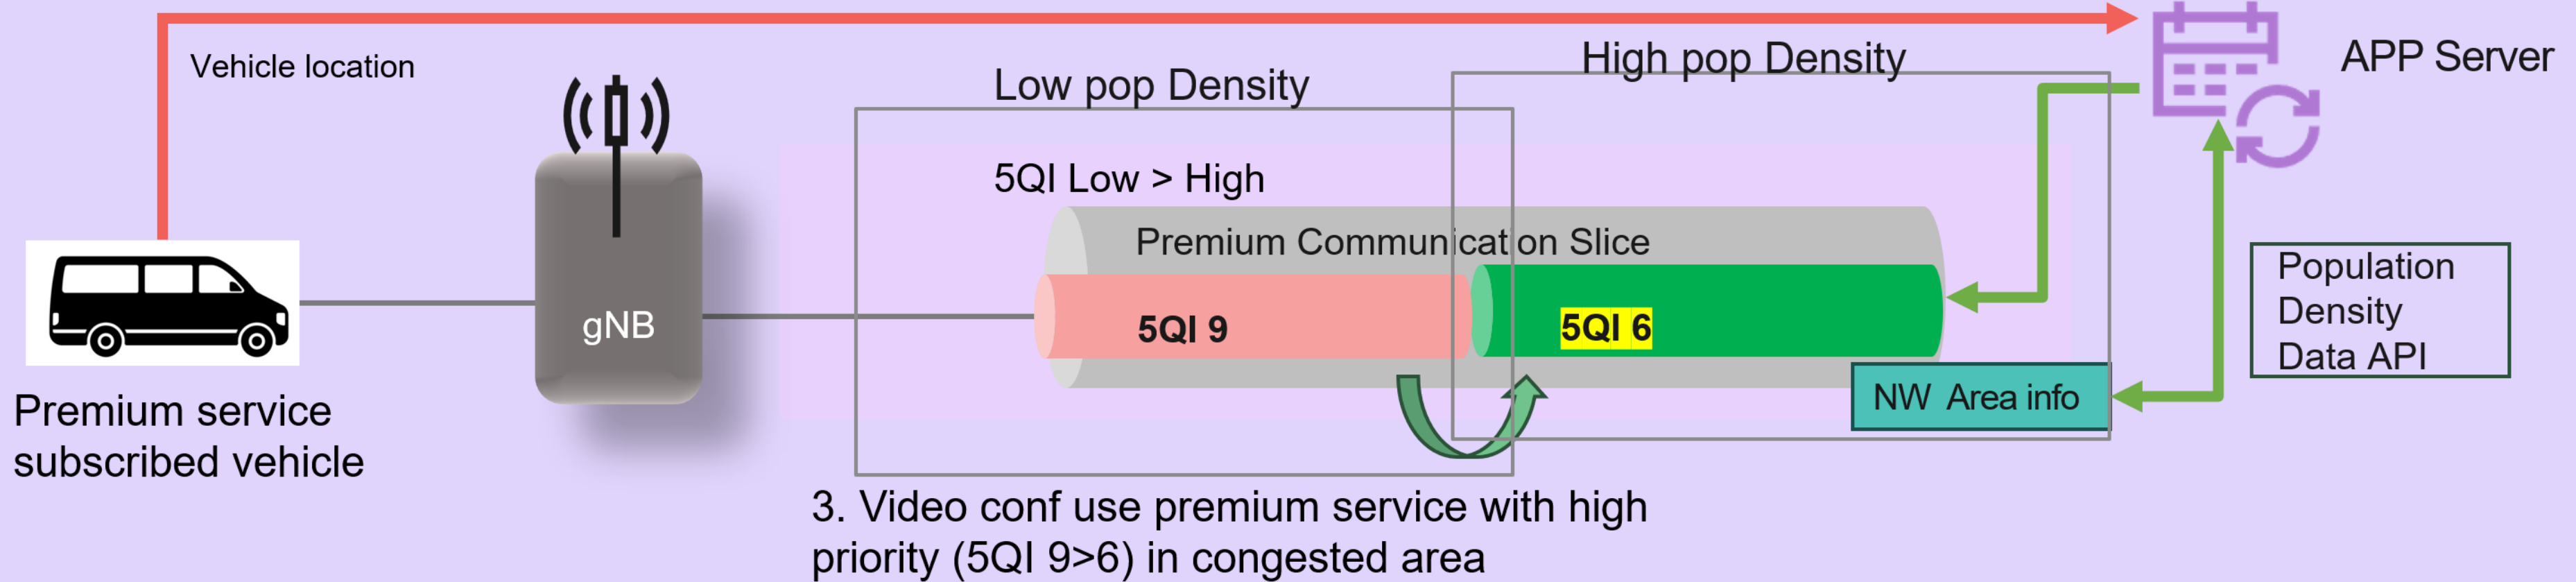 Vehicle location
Low pop Density
High pop Density
APP Server
5QI Low > High
Premium Communication Slice
gNB
5QI 9
5QI 6
Population
Density
Data API
NW Area info
Premium service
subscribed vehicle
3. Video conf use premium service with high
priority (5QI 9>6) in congested area